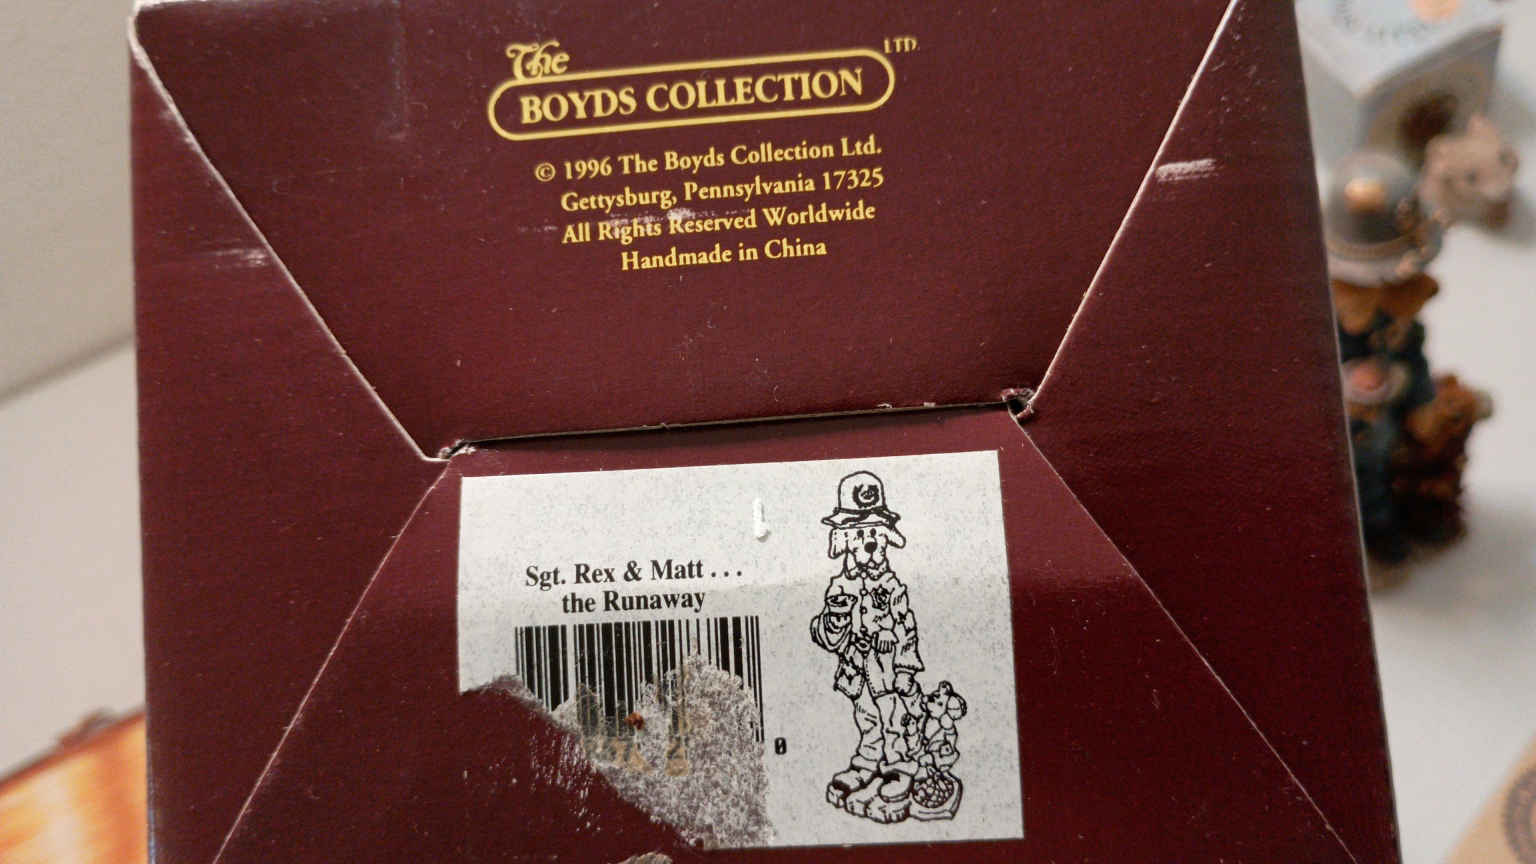 The
LTD.
BOYDS COLLECTION
© 1996 The Boyds Collection Ltd.
Gettysburg, Pennsylvania 17325
All Rights Reserved Worldwide
Handmade in China
Sgt. Rex & Matt . . .
the Runaway
0